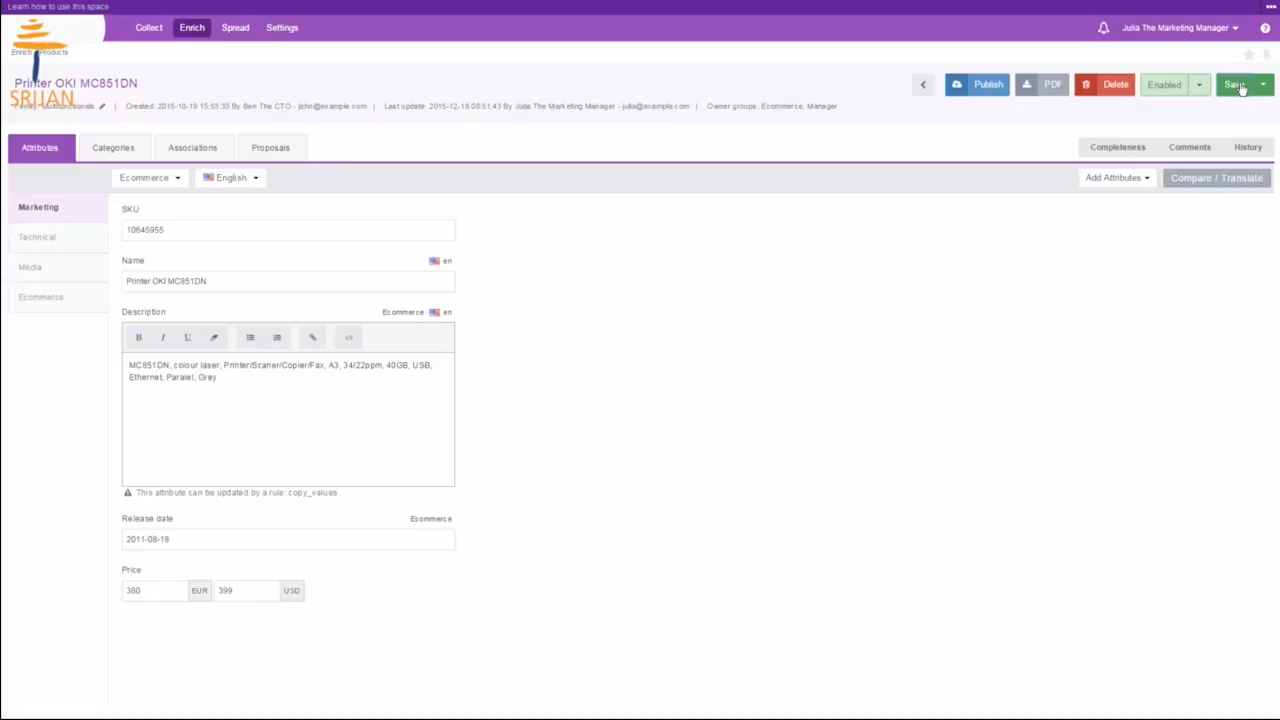 Learn how to use this space
Collect Enrich Spread Settings
Julia The Marketing Manager
Enrich Products
Printer OKI MC851DN
SRIJAN
Publish PDF Delete Enabled Save
Family: Multifunctionals | Created: 2015-10-19 15:53:33 By Ben The CTO - john@example.com | Last update: 2015-12-18 08:51:43 By Julia The Marketing Manager - julia@example.com | Owner groups: Ecommerce, Manager
Attributes Categories Associations Proposals
Completeness Comments History
Ecommerce English
Add Attributes Compare / Translate
Marketing
Technical
Media
Ecommerce
SKU
10645955
Name en
Printer OKI MC851DN
Description Ecommerce en
B I U
MC851DN, colour laser, Printer/Scaner/Copier/Fax, A3, 34/22ppm, 40GB, USB,
Ethernet, Paralel, Grey
This attribute can be updated by a rule: copy_values
Release date Ecommerce
2011-08-18
Price
380 EUR 399 USD